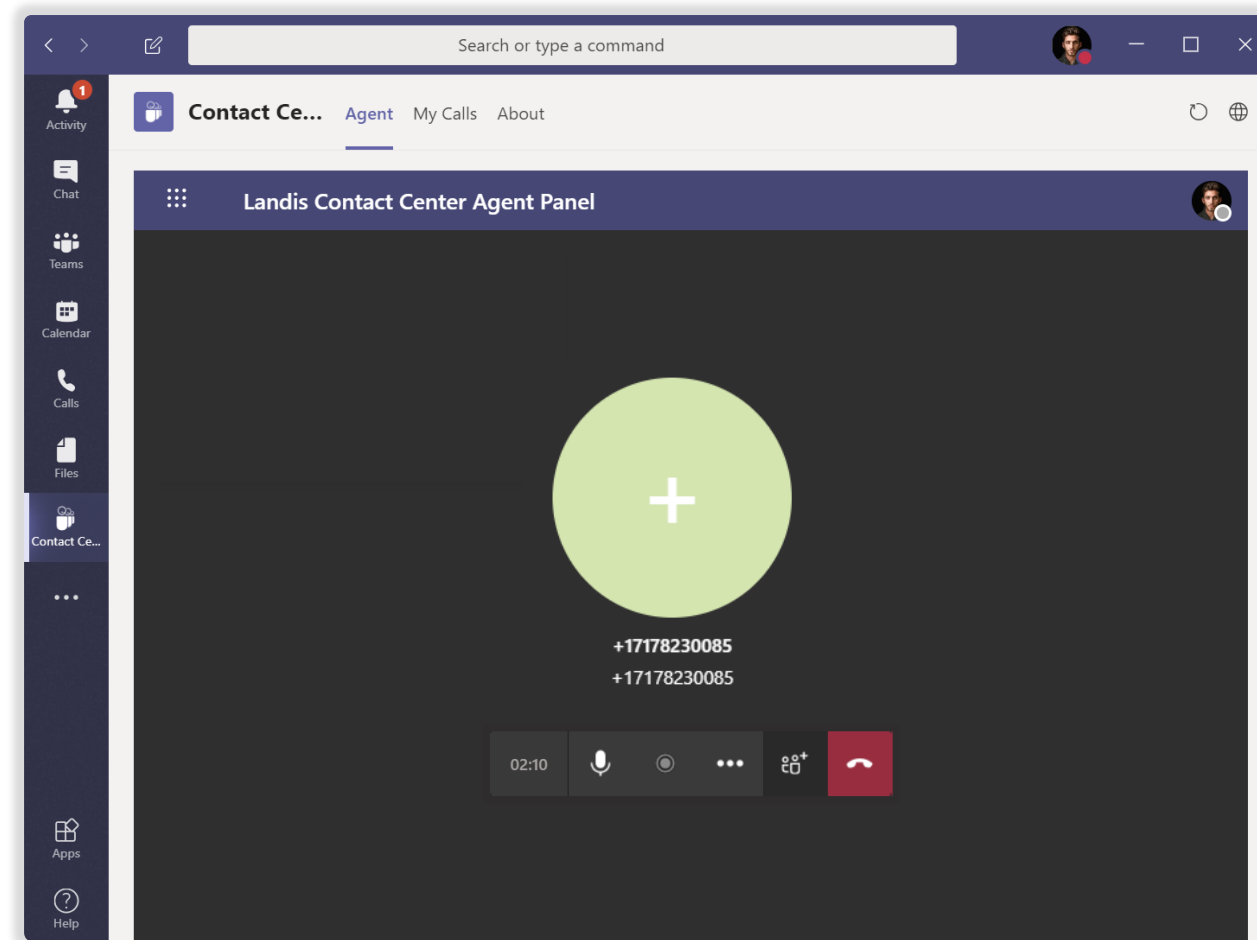 Search or type a command
1
Activity
Chat
Teams
Calendar
Calls
Files
Contact Ce...
Apps
Help
Contact Ce... Agent My Calls About
Landis Contact Center Agent Panel
+17178230085
+17178230085
02:10